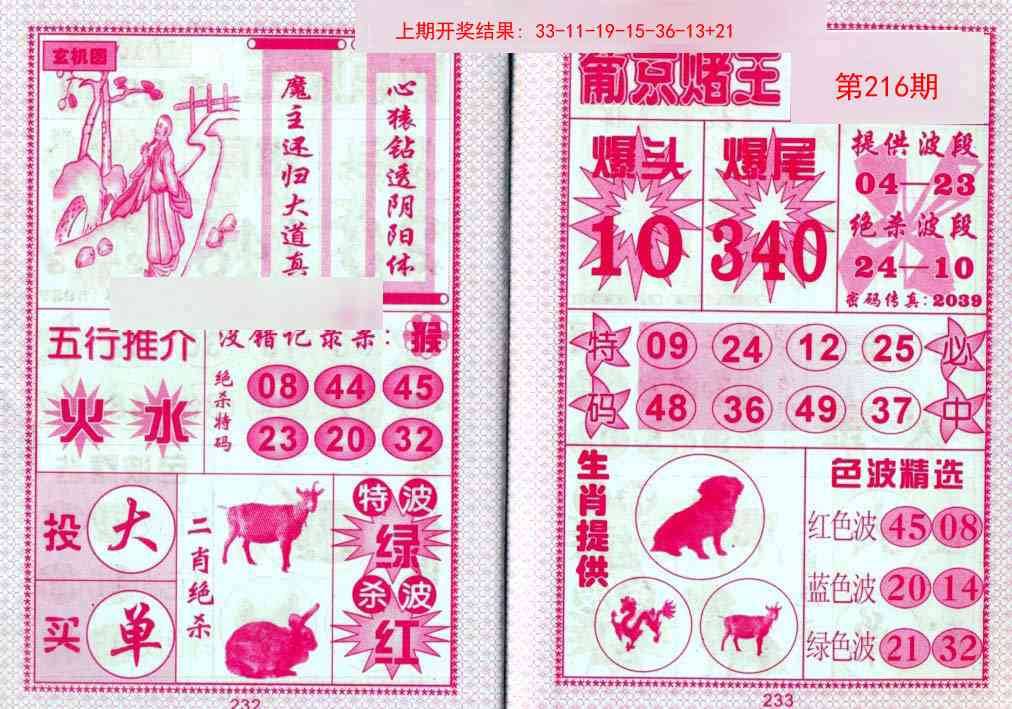 上期开奖结果: 33-11-19-15-36-13+21
玄机图
心猿钻透阴阳体
魔主还归大道真
五行推介
火 水
没错记录杀: 猴
绝杀特码
08 44 45
23 20 32
投 大
买 单
二肖绝杀
特波
绿
杀波
红
232
葡京赌王
第216期
爆头
10
爆尾
340
提供波段
04—23
绝杀波段
24—10
密码传真:2039
特码
09 24 12 25
48 36 49 37
必中
生肖提供
色波精选
红色波 45 08
蓝色波 20 14
绿色波 21 32
233